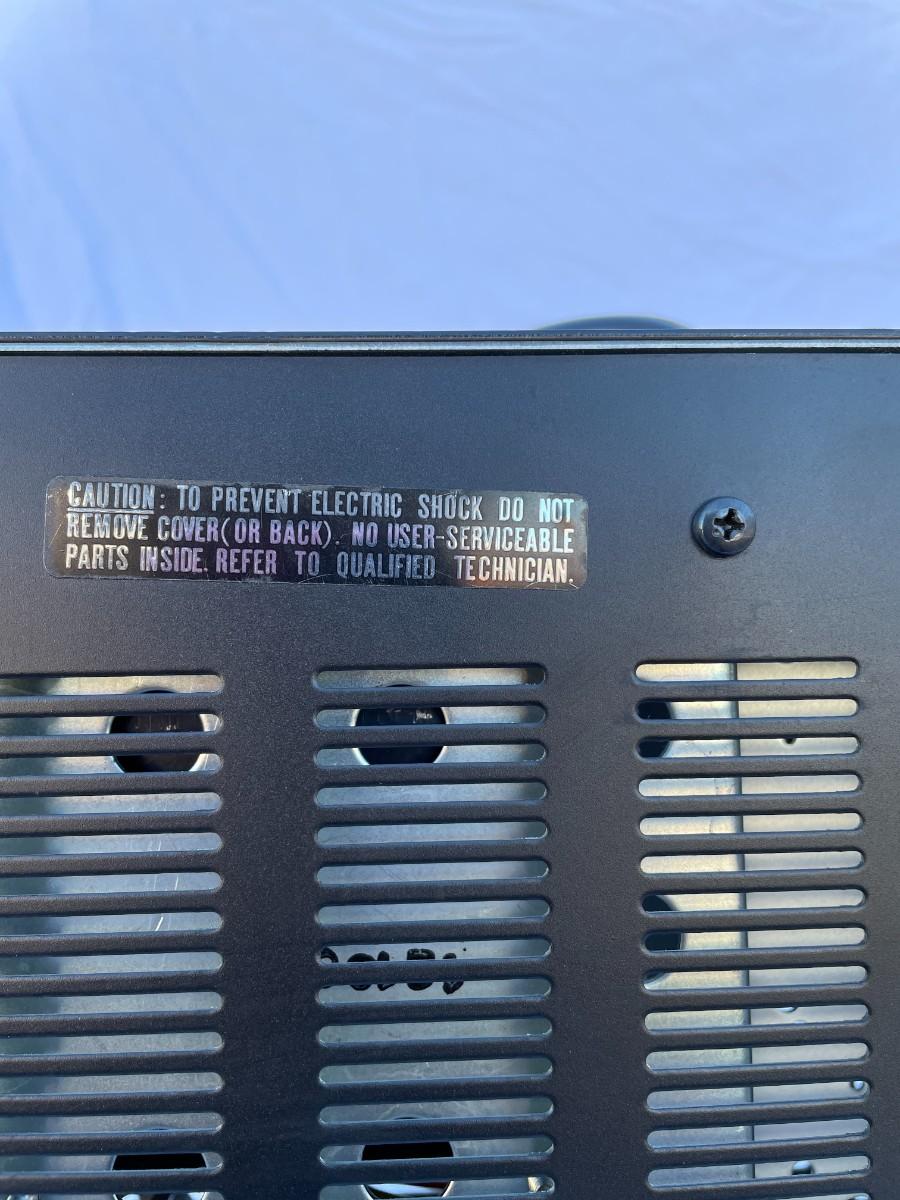 CAUTION: TO PREVENT ELECTRIC SHOCK DO NOT
REMOVE COVER(OR BACK). NO USER-SERVICEABLE
PARTS INSIDE. REFER TO QUALIFIED TECHNICIAN.